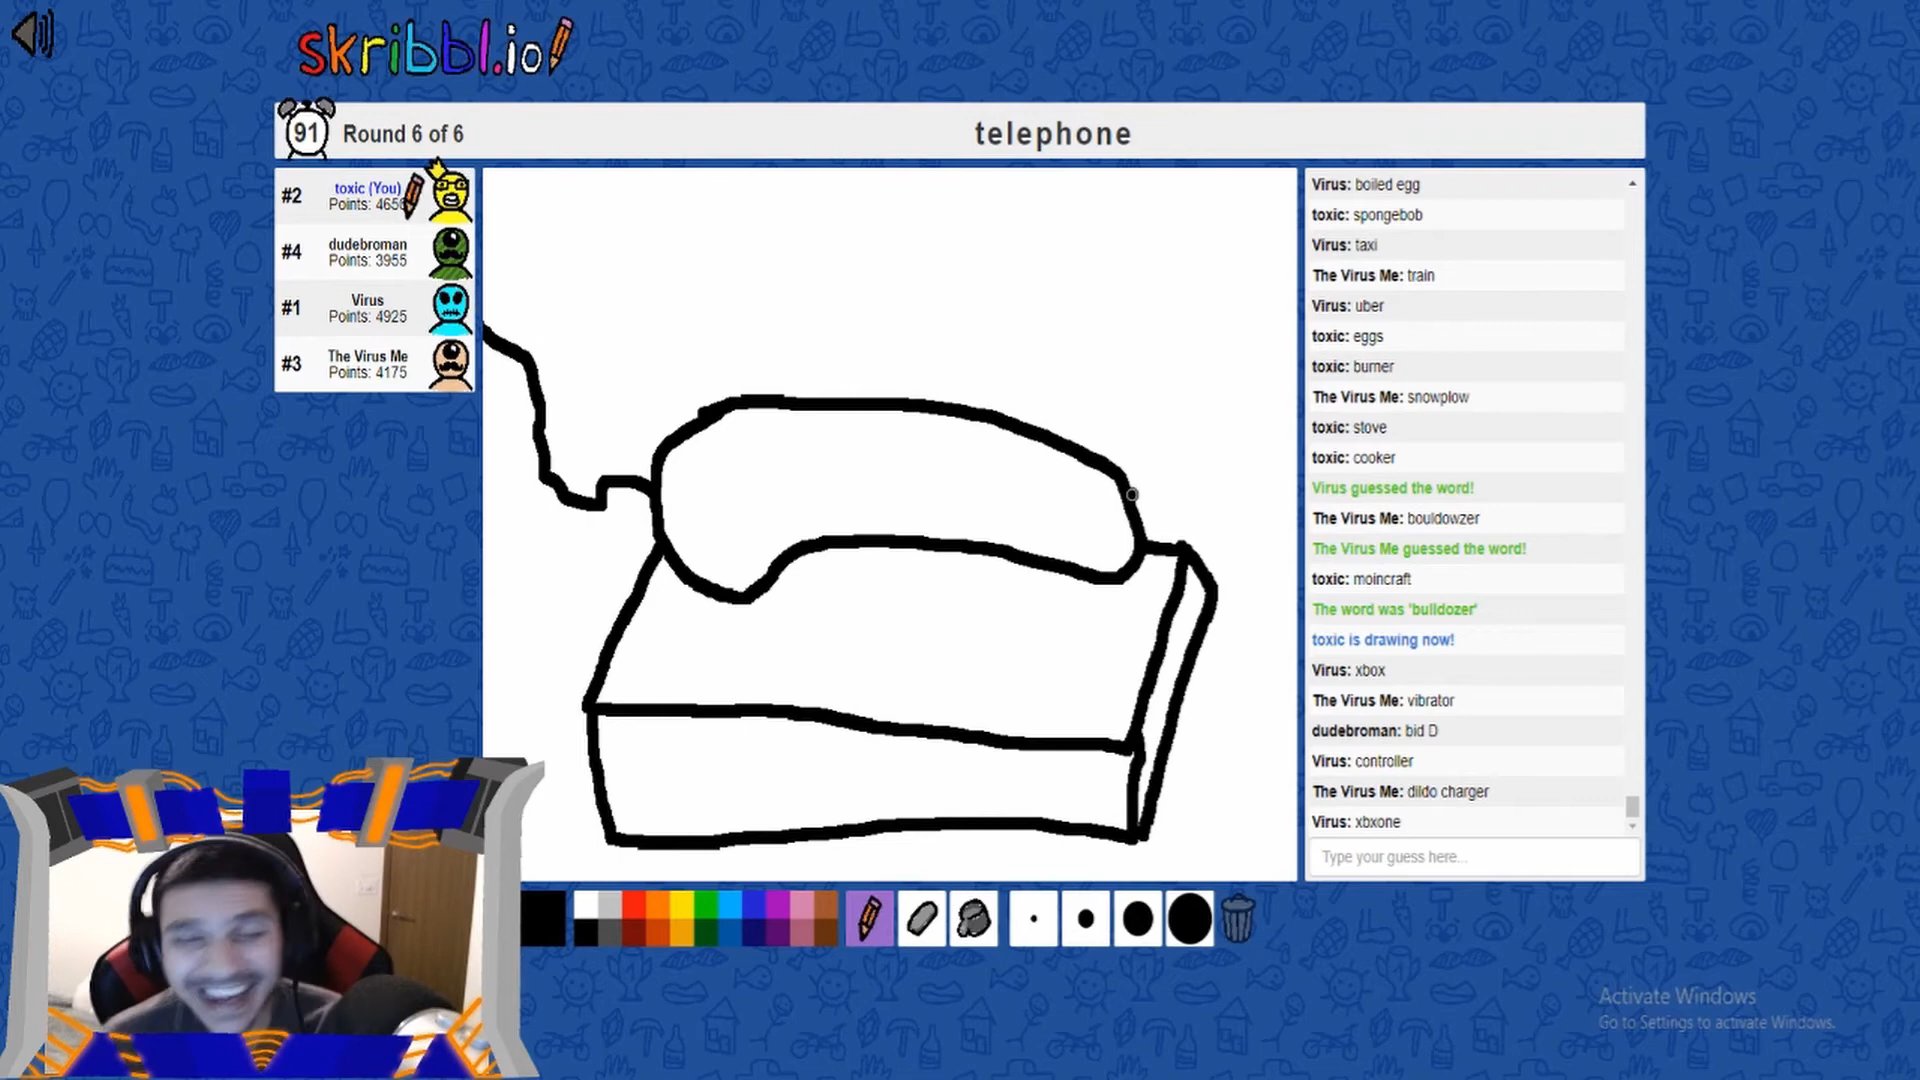 skribbl.io
91
Round 6 of 6
telephone
#2
toxic (You)
Points: 4650
#4
dudebroman
Points: 3955
#1
Virus
Points: 4925
#3
The Virus Me
Points: 4175
Virus: boiled egg
toxic: spongebob
Virus: taxi
The Virus Me: train
Virus: uber
toxic: eggs
toxic: burner
The Virus Me: snowplow
toxic: stove
toxic: cooker
Virus guessed the word!
The Virus Me: bouldowzer
The Virus Me guessed the word!
toxic: moincraft
The word was 'bulldozer'
toxic is drawing now!
Virus: xbox
The Virus Me: vibrator
dudebroman: bid D
Virus: controller
The Virus Me: dildo charger
Virus: xbxone
Type your guess here...
Activate Windows
Go to Settings to activate Windows.